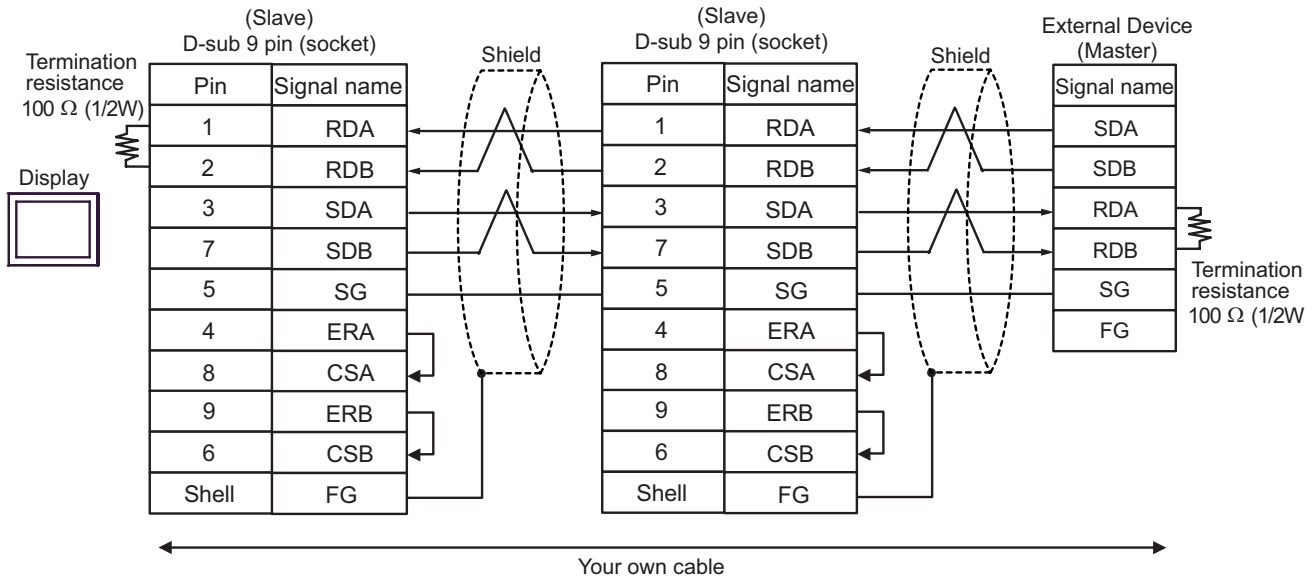 (Slave)
D-sub 9 pin (socket)
(Slave)
D-sub 9 pin (socket)
External Device
(Master)
Termination
resistance
100 Ω (1/2W)
Shield
Shield
Display
Pin Signal name
1 RDA
2 RDB
3 SDA
7 SDB
5 SG
4 ERA
8 CSA
9 ERB
6 CSB
Shell FG
Pin Signal name
1 RDA
2 RDB
3 SDA
7 SDB
5 SG
4 ERA
8 CSA
9 ERB
6 CSB
Shell FG
Signal name
SDA
SDB
RDA
RDB
SG
FG
Termination
resistance
100 Ω (1/2W
Your own cable